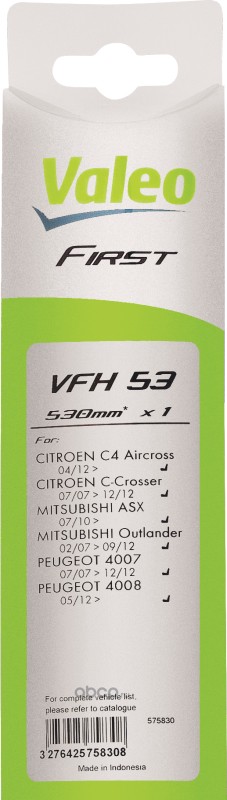 Valeo
First
VFH 53
530mm* x 1
For:
CITROEN C4 Aircross
04/12 >
CITROEN C-Crosser
07/07 > 12/12
MITSUBISHI ASX
07/10 >
MITSUBISHI Outlander
02/07 > 09/12
PEUGEOT 4007
07/07 > 12/12
PEUGEOT 4008
05/12 >
abcp
For complete vehicle list,
please refer to catalogue
575830
3 276425758308
Made in Indonesia